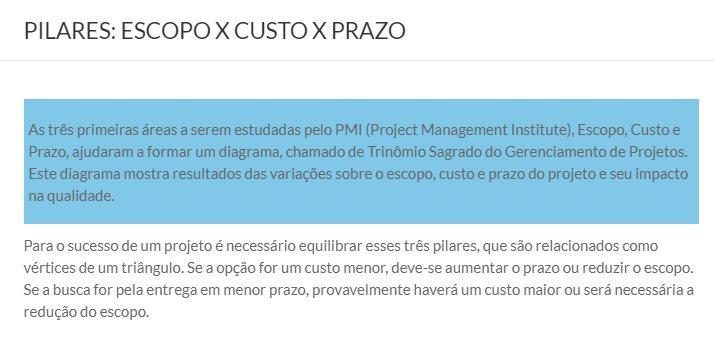 PILARES: ESCOPO X CUSTO X PRAZO
As três primeiras áreas a serem estudadas pelo PMI (Project Management Institute), Escopo, Custo e
Prazo, ajudaram a formar um diagrama, chamado de Trinômio Sagrado do Gerenciamento de Projetos.
Este diagrama mostra resultados das variações sobre o escopo, custo e prazo do projeto e seu impacto
na qualidade.
Para o sucesso de um projeto é necessário equilibrar esses três pilares, que são relacionados como
vértices de um triângulo. Se a opção for um custo menor, deve-se aumentar o prazo ou reduzir o escopo.
Se a busca for pela entrega em menor prazo, provavelmente haverá um custo maior ou será necessária a
redução do escopo.